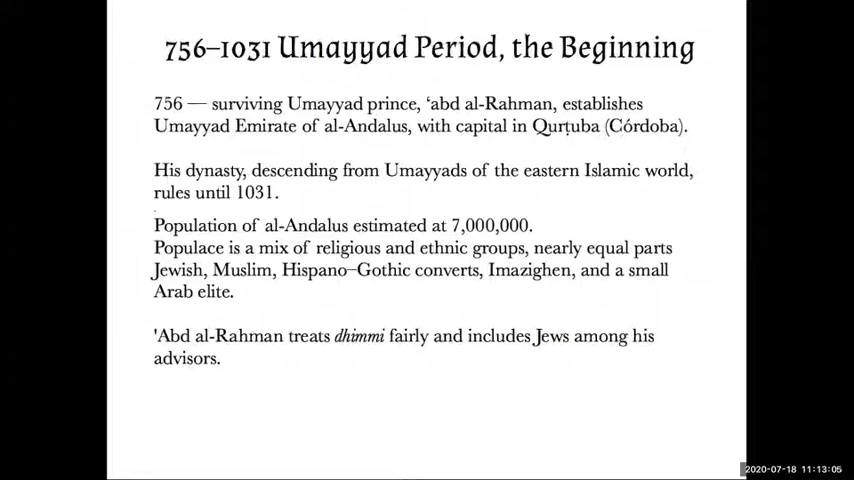 756–1031 Umayyad Period, the Beginning
756 — surviving Umayyad prince, ‘abd al-Rahman, establishes
Umayyad Emirate of al-Andalus, with capital in Qurṭuba (Córdoba).
His dynasty, descending from Umayyads of the eastern Islamic world,
rules until 1031.
Population of al-Andalus estimated at 7,000,000.
Populace is a mix of religious and ethnic groups, nearly equal parts
Jewish, Muslim, Hispano–Gothic converts, Imazighen, and a small
Arab elite.
'Abd al-Rahman treats dhimmi fairly and includes Jews among his
advisors.
2020-07-18 11:13:05